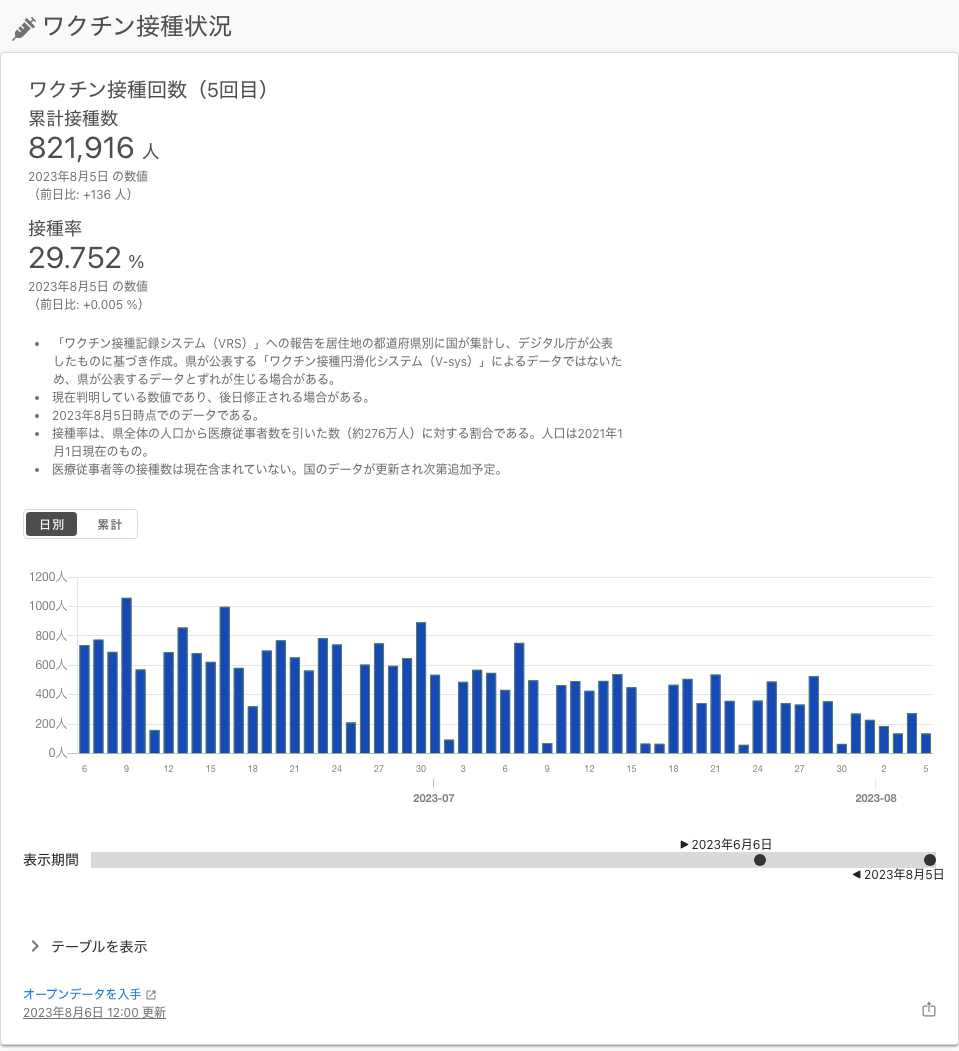 ワクチン接種状況
ワクチン接種回数（5回目）
累計接種数
821,916 人
2023年8月5日 の数値
（前日比: +136 人）
接種率
29.752 %
2023年8月5日 の数値
（前日比: +0.005 %）
• 「ワクチン接種記録システム（VRS）」への報告を居住地の都道府県別に国が集計し、デジタル庁が公表
したものに基づき作成。県が公表する「ワクチン接種円滑化システム（V-sys）」によるデータではないた
め、県が公表するデータとずれが生じる場合がある。
• 現在判明している数値であり、後日修正される場合がある。
• 2023年8月5日時点でのデータである。
• 接種率は、県全体の人口から医療従事者数を引いた数（約276万人）に対する割合である。人口は2021年1
月1日現在のもの。
• 医療従事者等の接種数は現在含まれていない。国のデータが更新され次第追加予定。
日別 累計
1200人
1000人
800人
600人
400人
200人
0人
6 9 12 15 18 21 24 27 30 3 6 9 12 15 18 21 24 27 30 2 5
2023-07 2023-08
▶ 2023年6月6日
表示期間
◀ 2023年8月5日
テーブルを表示
オープンデータを入手
2023年8月6日 12:00 更新